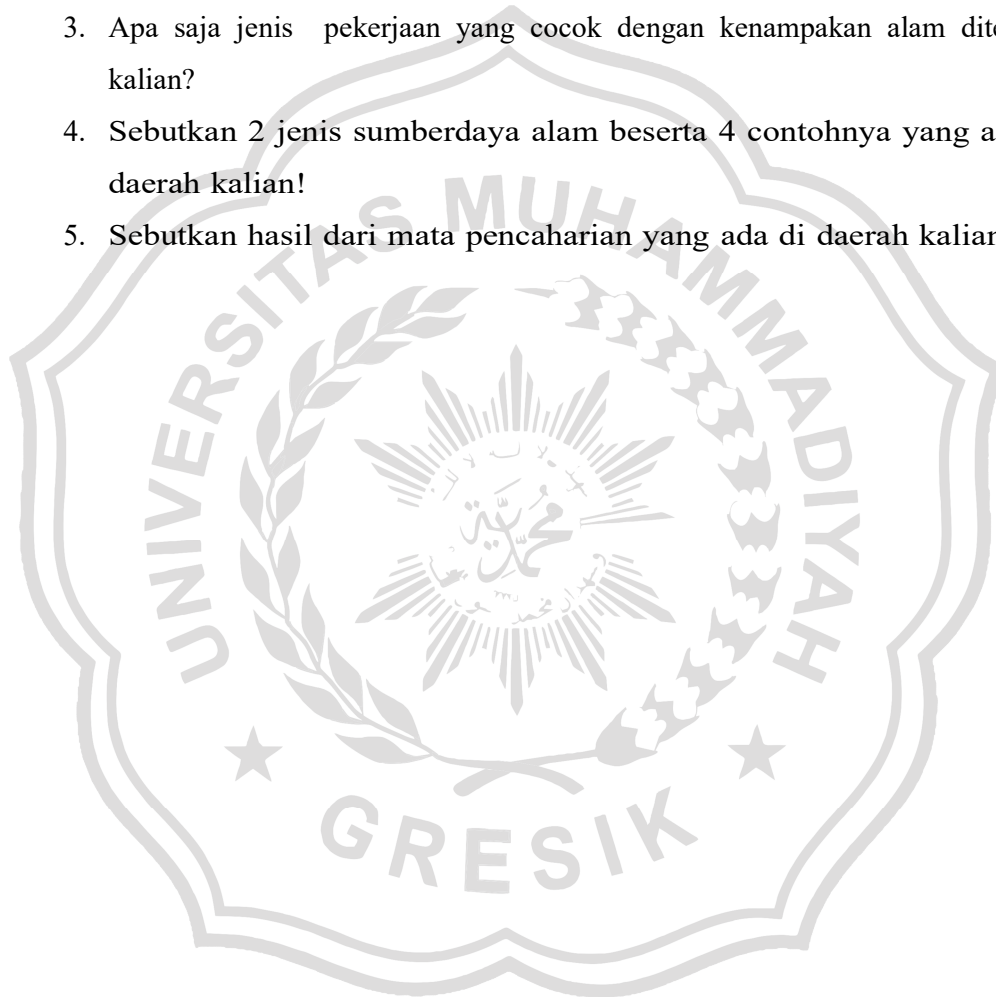 3. Apa saja jenis pekerjaan yang cocok dengan kenampakan alam
kalian?
4. Sebutkan 2 jenis sumberdaya alam beserta 4 contohnya yang
daerah kalian!
5. Sebutkan hasil dari mata pencaharian yang ada di daerah kalian
UNIVERSITAS MUHAMMADIYAH
محمد
GRESIK